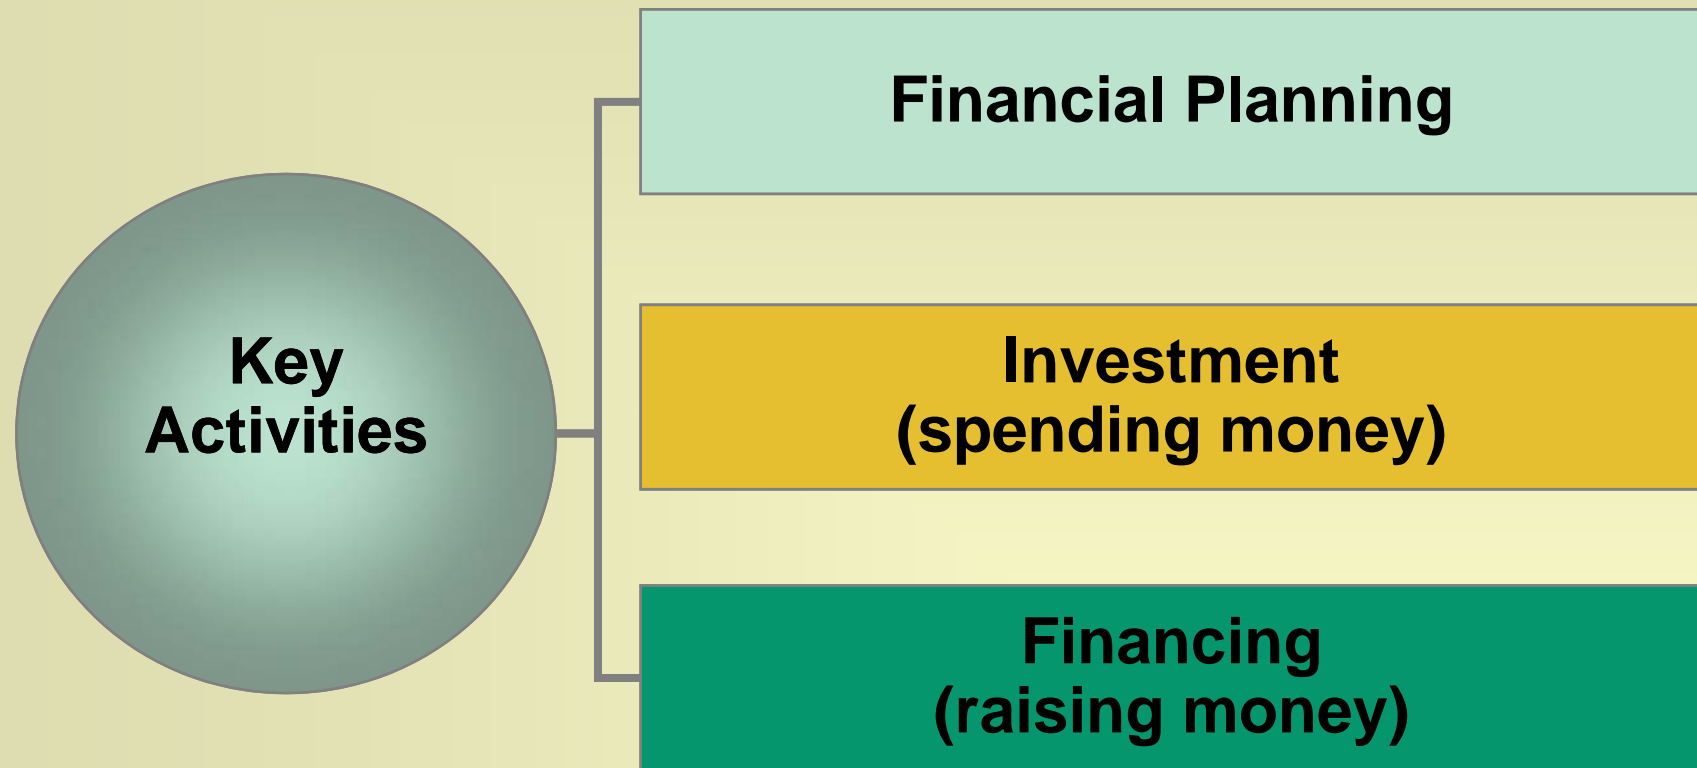 Key
Activities
Financial Planning
Investment
(spending money)
Financing
(raising money)